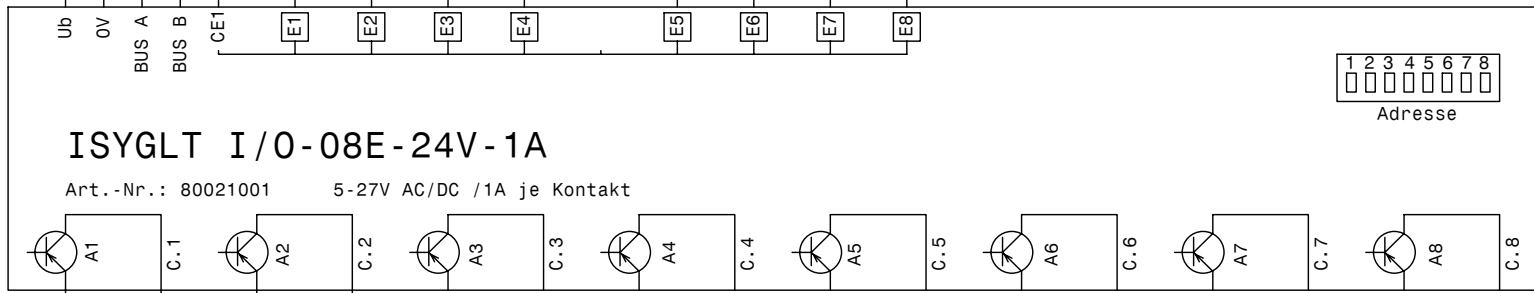 Ub 0V BUS A BUS B CE1 E1 E2 E3 E4 E5 E6 E7 E8
1 2 3 4 5 6 7 8
Adresse
ISYGLT I/O-08E-24V-1A
Art.-Nr.: 80021001 5-27V AC/DC /1A je Kontakt
A1 C.1 A2 C.2 A3 C.3 A4 C.4 A5 C.5 A6 C.6 A7 C.7 A8 C.8